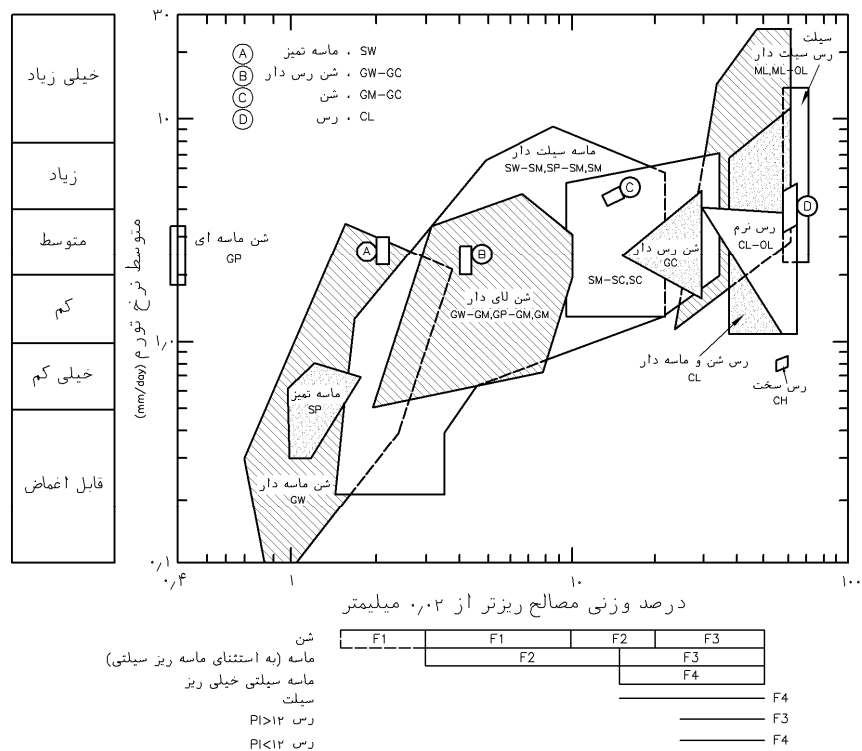 خیلی زیاد
زیاد
متوسط
کم
خیلی کم
قابل اغماض
متوسط نرخ تورم (mm/day)
۳۰
۱۰
۱٫۰
۰٫۱
A ماسه تمیز ، SW
B شن رس دار ، GW-GC
C شن ، GM-GC
D رس ، CL
سیلت
رس سیلت دار
ML,ML-OL
ماسه سیلت دار
SW-SM,SP-SM,SM
C
D
شن ماسه ای
GP
A
B
شن رس دار
GC
رس نرم
CL-OL
SM-SC,SC
شن لای دار
GW-GM,GP-GM,GM
رس شن و ماسه دار
CL
رس سخت
CH
ماسه تمیز
SP
شن ماسه دار
GW
۰٫۴
۱
۱۰
۱۰۰
درصد وزنی مصالح ریزتر از ۰٫۰۲ میلیمتر
شن F1 F1 F2 F3
ماسه (به استثنای ماسه ریز سیلتی) F2 F3
ماسه سیلتی خیلی ریز F4
سیلت F4
رس PI>۱۲ F3
رس PI<۱۲ F4